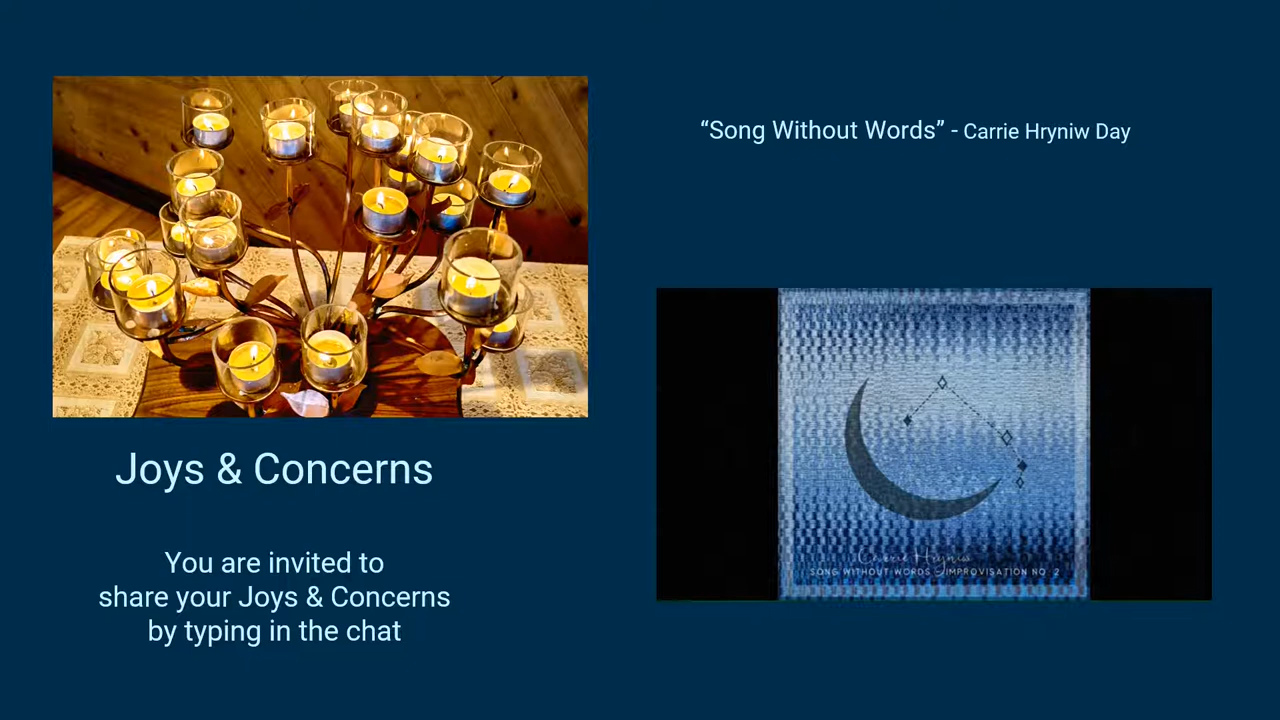 “Song Without Words” - Carrie Hryniw Day
Carrie Hryniw
SONG WITHOUT WORDS IMPROVISATION NO. 2
Joys & Concerns
You are invited to
share your Joys & Concerns
by typing in the chat